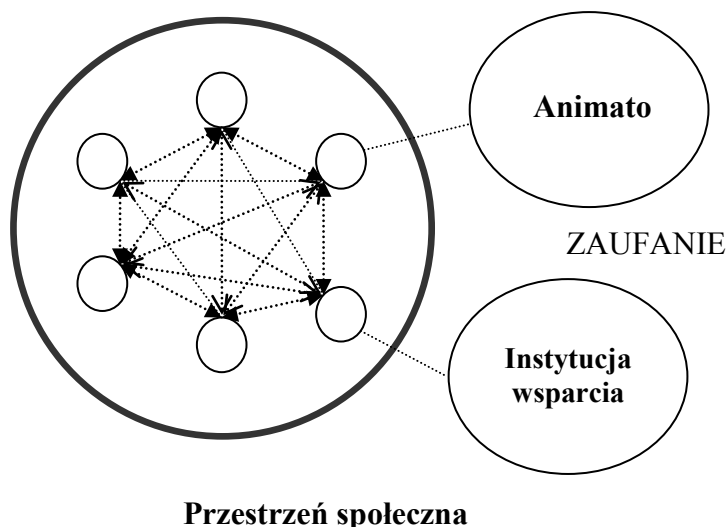 Animato
ZAUFANIE
Instytucja
wsparcia
Przestrzeń społeczna